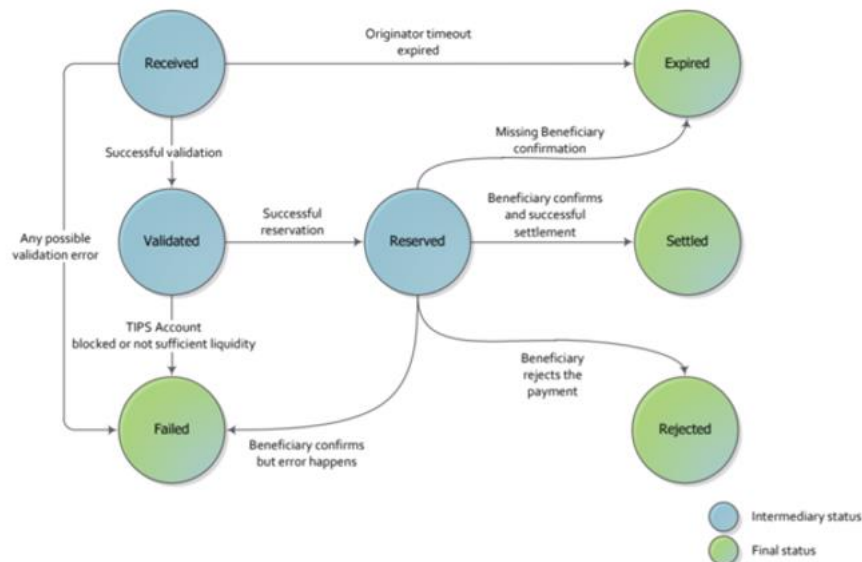 Originator timeout
expired
Received
Expired
Missing Beneficiary
confirmation
Successful validation
Beneficiary confirms
and successful
settlement
Successful
reservation
Any possible
validation error
Validated
Reserved
Settled
TIPS Account
blocked or not sufficient liquidity
Beneficiary
rejects the
payment
Failed
Beneficiary confirms
but error happens
Rejected
Intermediary status
Final status